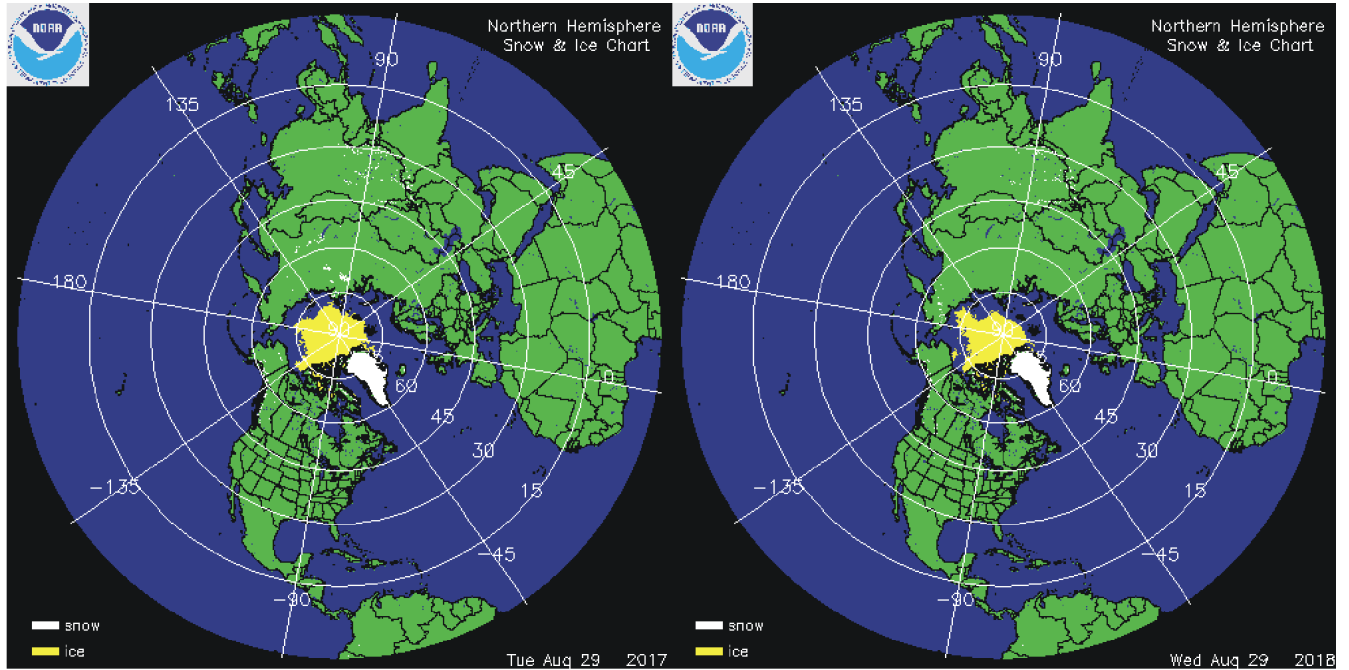 NOAA
Northern Hemisphere
Snow & Ice Chart
90
135
45
180
90
0
60
45
30
15
-135
-45
-90
snow
ice
Tue Aug 29 2017
NOAA
Northern Hemisphere
Snow & Ice Chart
90
135
45
180
90
0
60
45
30
15
-135
-45
-90
snow
ice
Wed Aug 29 2018